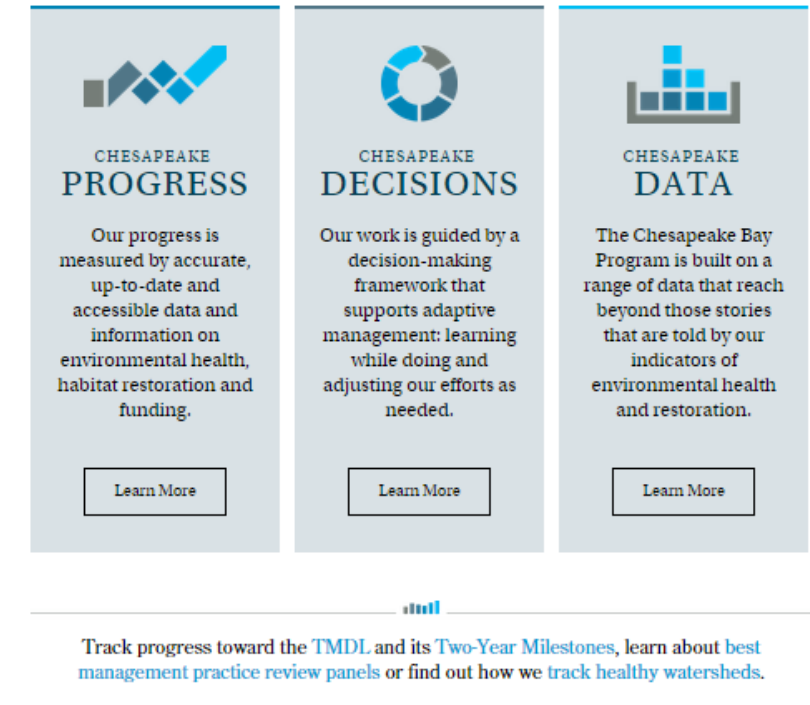 CHESAPEAKE
PROGRESS
Our progress is
measured by accurate,
up-to-date and
accessible data and
information on
environmental health,
habitat restoration and
funding.
Learn More
CHESAPEAKE
DECISIONS
Our work is guided by a
decision-making
framework that
supports adaptive
management: learning
while doing and
adjusting our efforts as
needed.
Learn More
CHESAPEAKE
DATA
The Chesapeake Bay
Program is built on a
range of data that reach
beyond those stories
that are told by our
indicators of
environmental health
and restoration.
Learn More
Track progress toward the TMDL and its Two-Year Milestones, learn about best
management practice review panels or find out how we track healthy watersheds.